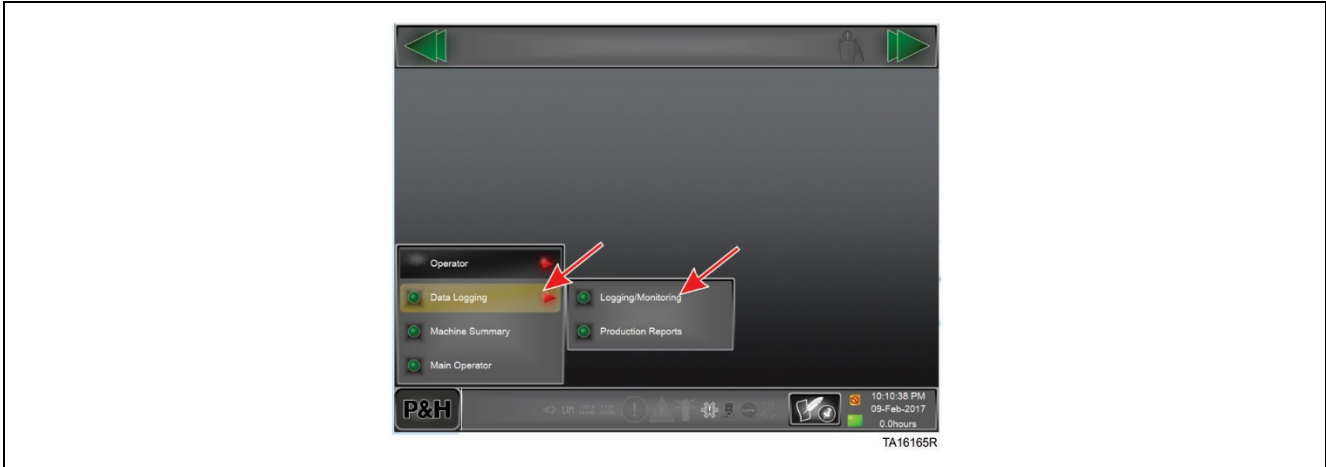 Operator
Data Logging
Logging/Monitoring
Machine Summary
Production Reports
Main Operator
P&H
10:10:38 PM
09-Feb-2017
0.0hours
TA16165R